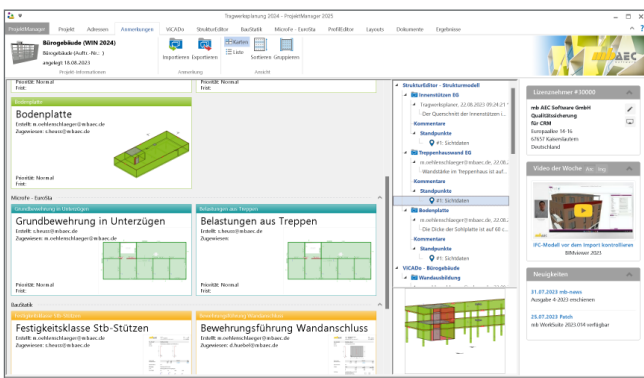 Tragwerksplanung 2024 - ProjektManager 2025
ProjektManager Projekt Adressen Anmerkungen ViCADo StrukturEditor BauStatik Microfe - EuroSta ProfilEditor Layouts Dokumente Ergebnisse
Bürogebäude (WIN 2024)
Bürogebäude (Auftr.-Nr.: )
angelegt 18.08.2023
Projekt-Informationen
Importieren Exportieren
Anmerkung
Karten
Liste
Sortieren Gruppieren
Ansicht
mbAEC
Priorität: Normal
Frist:
Priorität: Normal
Frist:
Bodenplatte
Bodenplatte
Erstellt: m.oehlenschlaeger@mbaec.de
Zugewiesen: s.heuss@mbaec.de
Priorität: Normal
Frist:
Microfe - EuroSta
Grundbewehrung in Unterzügen
Grundbewehrung in Unterzügen
Erstellt: s.heuss@mbaec.de
Zugewiesen: m.oehlenschlaeger@mbaec.de
Priorität: Normal
Frist:
Belastungen aus Treppen
Belastungen aus Treppen
Erstellt: s.heuss@mbaec.de
Zugewiesen:
Priorität: Normal
Frist:
BauStatik
Festigkeitsklasse Stb-Stützen
Festigkeitsklasse Stb-Stützen
Erstellt: m.oehlenschlaeger@mbaec.de
Zugewiesen: s.heuss@mbaec.de
Bewehrungsführung Wandanschluss
Bewehrungsführung Wandanschluss
Erstellt: m.oehlenschlaeger@mbaec.de
Zugewiesen: d.huebel@mbaec.de
StrukturEditor - Strukturmodell
Innenstützen EG
Tragwerksplaner, 22.08.2023 09:24:21
Der Querschnitt der Innenstützen i...
Kommentare
Standpunkte
#1: Sichtdaten
Treppenhauswand EG
m.oehlenschlaeger@mbaec.de, 22.08...
Wandstärke im Treppenhaus ist auf...
Kommentare
Standpunkte
#1: Sichtdaten
Bodenplatte
m.oehlenschlaeger@mbaec.de, 22.08...
Die Dicke der Sohlplatte ist auf 60 c...
Kommentare
Standpunkte
#1: Sichtdaten
ViCADo - Bürogebäude
Wandausbildung
Lizenznehmer #30000
mb AEC Software GmbH
Qualitätssicherung
für CRM
Europaallee 14-16
67657 Kaiserslautern
Deutschland
Video der Woche
IFC-Modell vor dem Import kontrollieren
BIMviewer 2023
Neuigkeiten
31.07.2023 mb-news
Ausgabe 4-2023 erschienen
25.07.2023 Patch
mb WorkSuite 2023.014 verfügbar